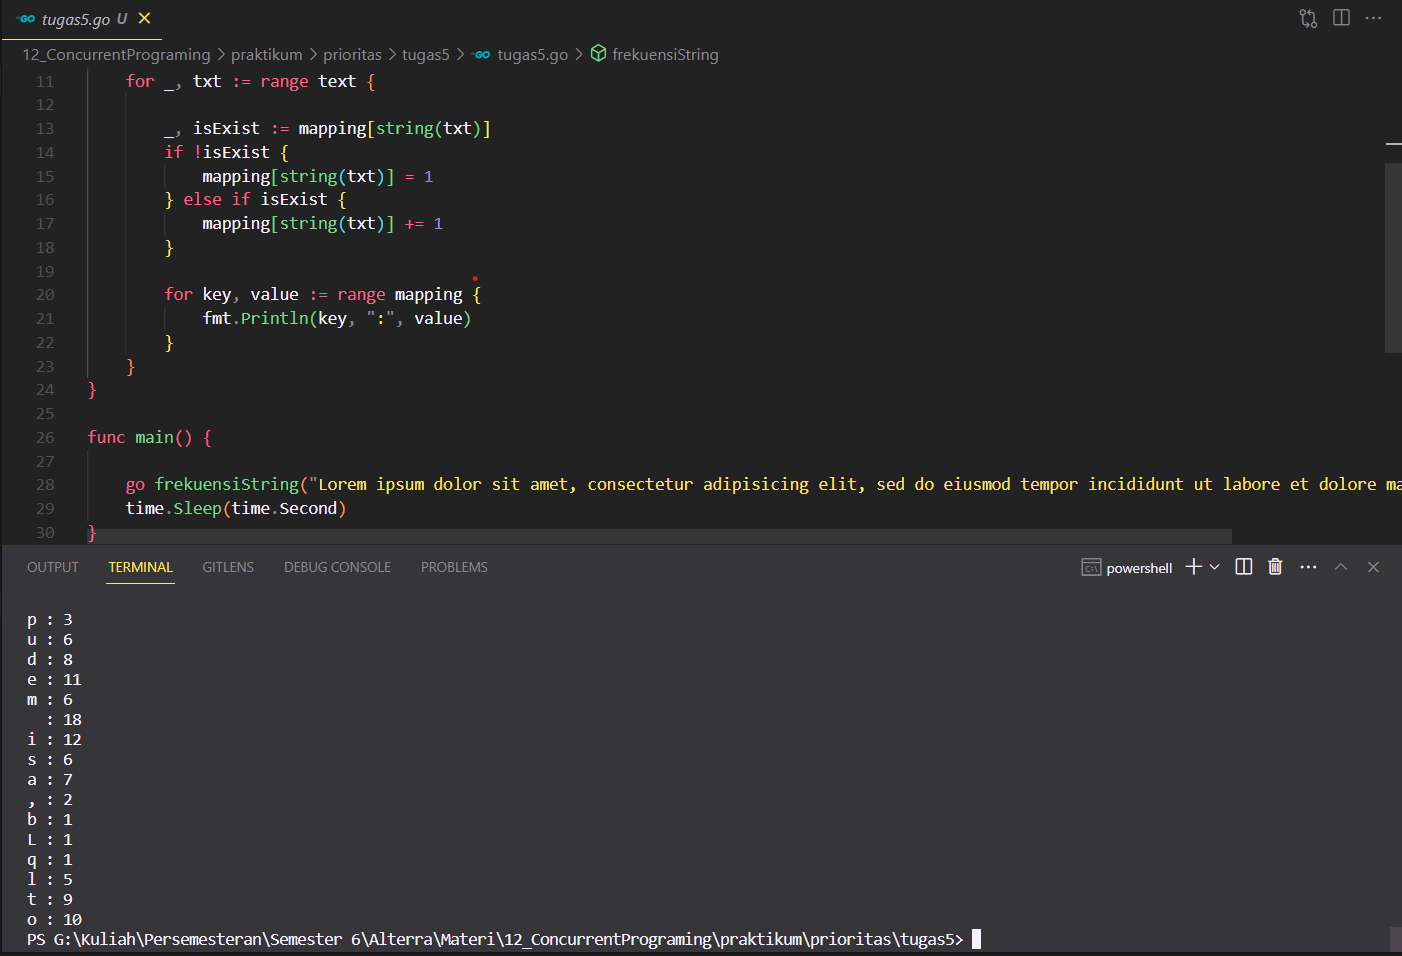 GO tugas5.go U
12_ConcurrentPrograming > praktikum > prioritas > tugas5 > GO tugas5.go > frekuensiString
11 for _, txt := range text {
12
13 _, isExist := mapping[string(txt)]
14 if !isExist {
15 mapping[string(txt)] = 1
16 } else if isExist {
17 mapping[string(txt)] += 1
18 }
19
20 for key, value := range mapping {
21 fmt.Println(key, ":", value)
22 }
23 }
24 }
25
26 func main() {
27
28 go frekuensiString("Lorem ipsum dolor sit amet, consectetur adipisicing elit, sed do eiusmod tempor incididunt ut labore et dolore ma
29 time.Sleep(time.Second)
30 }
OUTPUT TERMINAL GITLENS DEBUG CONSOLE PROBLEMS powershell
p : 3
u : 6
d : 8
e : 11
m : 6
: 18
i : 12
s : 6
a : 7
, : 2
b : 1
L : 1
q : 1
l : 5
t : 9
o : 10
PS G:\Kuliah\Persemesteran\Semester 6\Alterra\Materi\12_ConcurrentPrograming\praktikum\prioritas\tugas5>